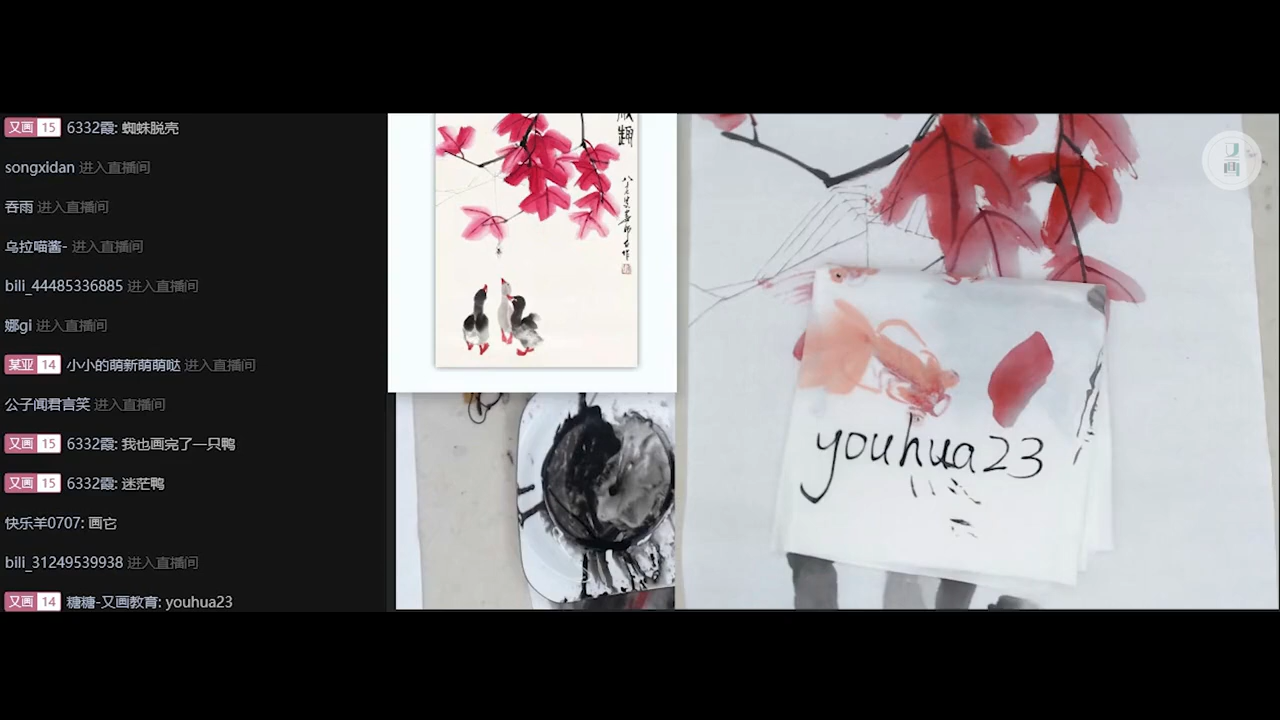 又画 15 6332霞: 蜘蛛脱壳
songxidan 进入直播间
吞雨 进入直播间
乌拉喵酱- 进入直播间
bili_44485336885 进入直播间
娜gi 进入直播间
某亚 14 小小的萌新萌萌哒 进入直播间
公子闻君言笑 进入直播间
又画 15 6332霞: 我也画完了一只鸭
又画 15 6332霞: 迷茫鸭
快乐羊0707: 画它
bili_31249539938 进入直播间
又画 14 糖糖-又画教育: youhua23
youhua23
又画